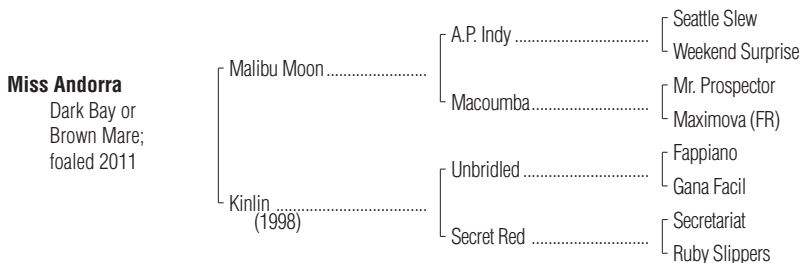 Miss Andorra
Dark Bay or
Brown Mare;
foaled 2011
Malibu Moon
Kinlin
(1998)
A.P. Indy
Macoumba
Unbridled
Secret Red
Seattle Slew
Weekend Surprise
Mr. Prospector
Maximova (FR)
Fappiano
Gana Facil
Secretariat
Ruby Slippers